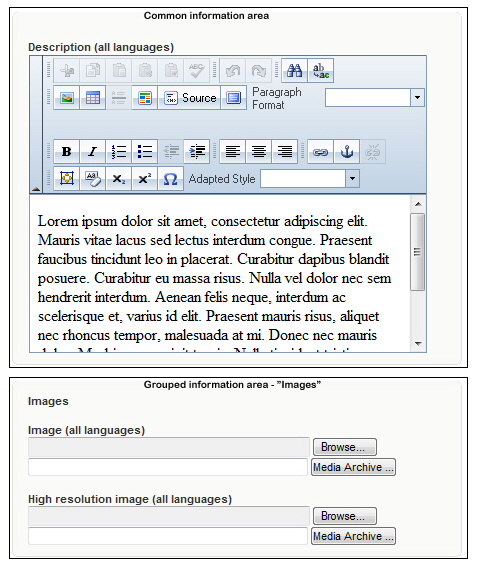 Common information area
Description (all languages)
Source Paragraph Format
B I
Adapted Style
Lorem ipsum dolor sit amet, consectetur adipiscing elit.
Mauris vitae lacus sed lectus interdum congue. Praesent
faucibus tincidunt leo in placerat. Curabitur dapibus blandit
posuere. Curabitur eu massa risus. Nulla vel dolor nec sem
hendrerit interdum. Aenean felis neque, interdum ac
scelerisque et, varius id elit. Praesent mauris risus, aliquet
nec rhoncus tempor, malesuada at mi. Donec nec mauris
Grouped information area - "Images"
Images
Image (all languages)
Browse...
Media Archive ...
High resolution image (all languages)
Browse...
Media Archive ...